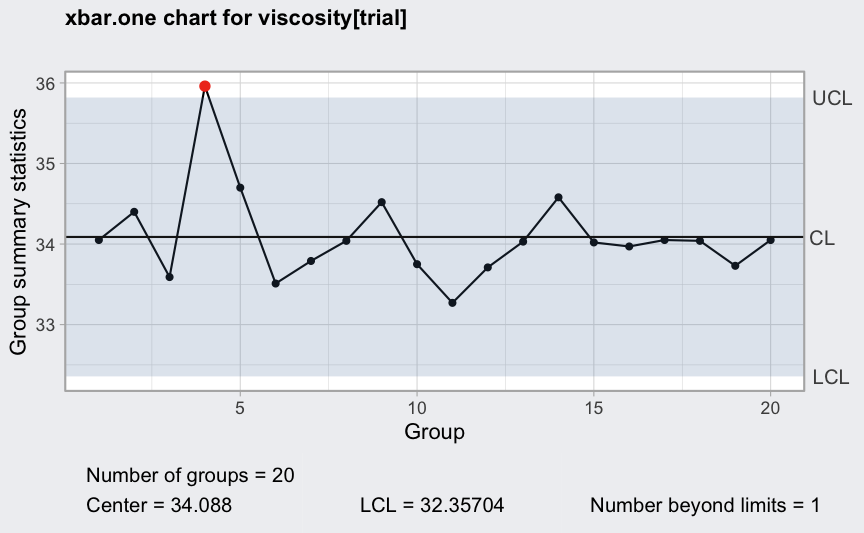 xbar.one chart for viscosity[trial]
Group summary statistics
36
35
34
33
UCL
CL
LCL
5 10 15 20
Group
Number of groups = 20
Center = 34.088 LCL = 32.35704 Number beyond limits = 1